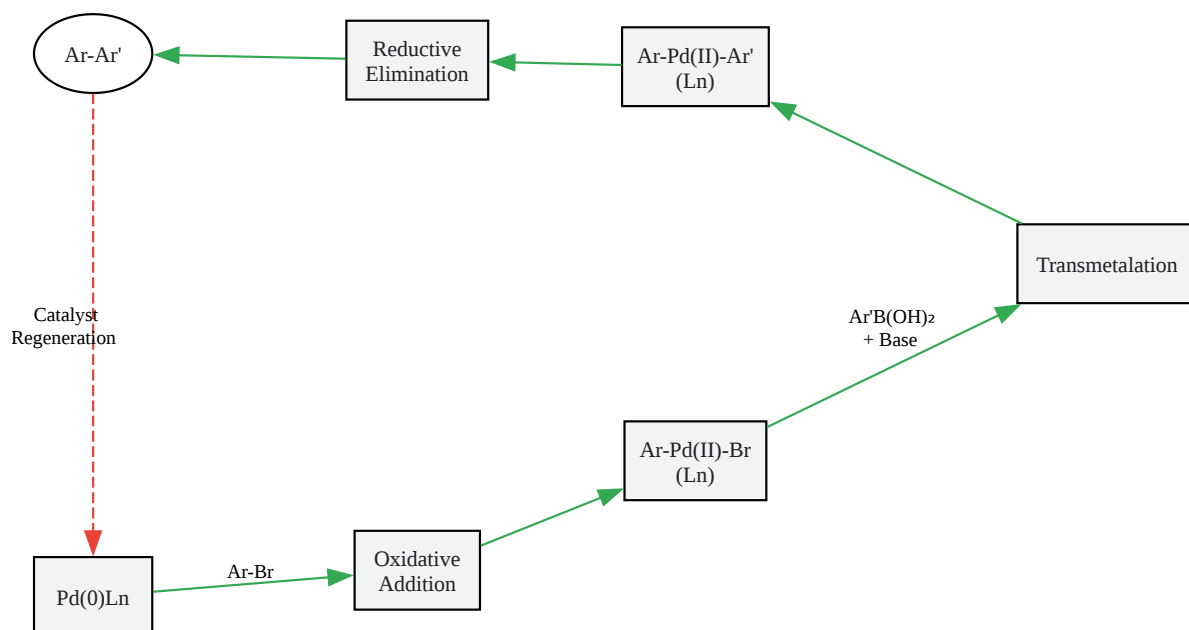 Ar-Ar'
Reductive
Elimination
Ar-Pd(II)-Ar'
(Ln)
Transmetalation
Catalyst
Regeneration
Ar'B(OH)₂
+ Base
Ar-Pd(II)-Br
(Ln)
Oxidative
Addition
Ar-Br
Pd(0)Ln